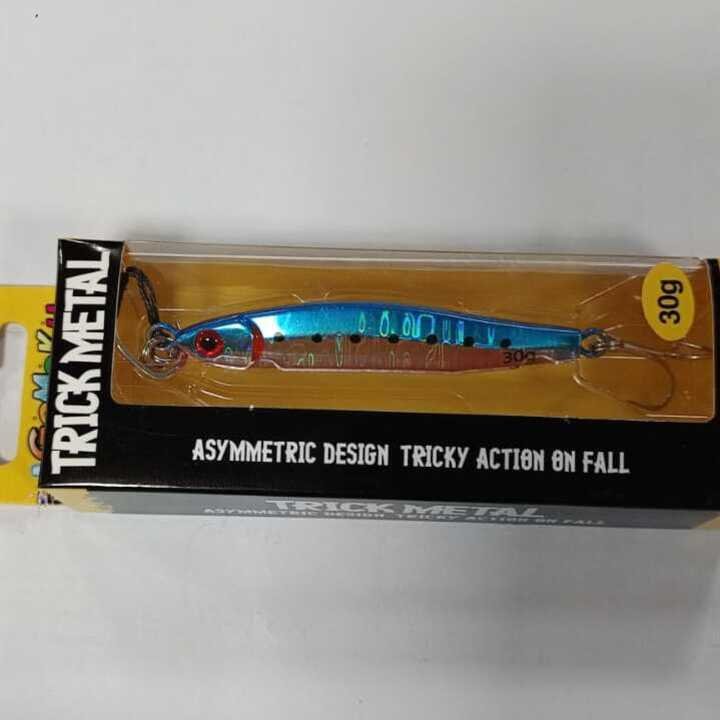 TRICK METAL
30g
30g
ASYMMETRIC DESIGN TRICKY ACTION ON FALL
TRICK METAL
ASYMMETRIC DESIGN TRICKY ACTION ON FALL